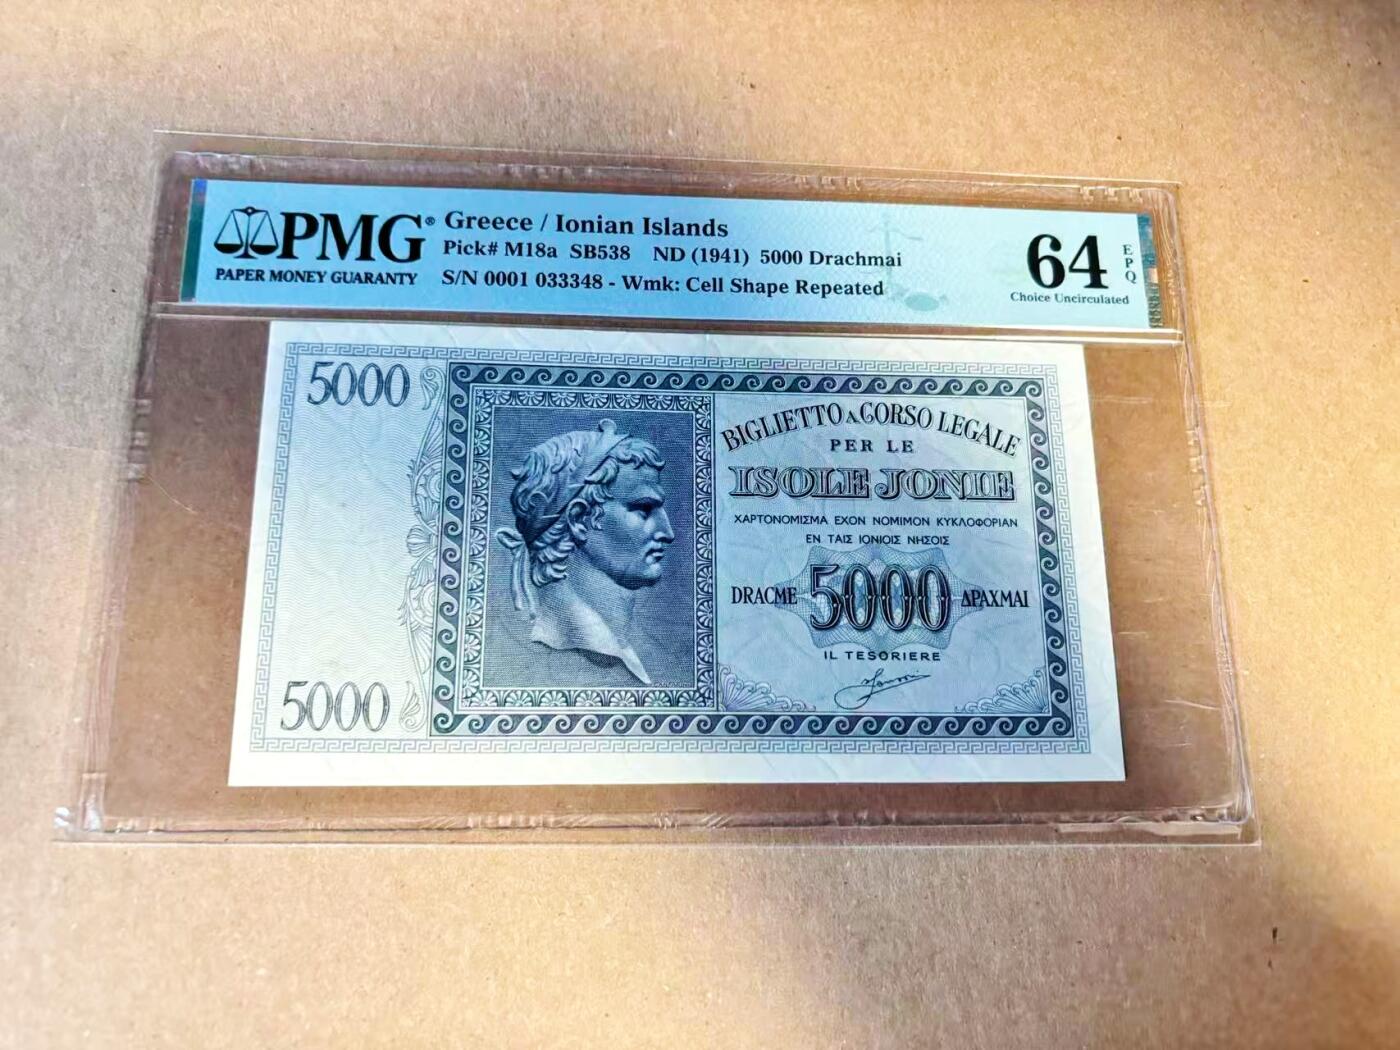 PMG®
PAPER MONEY GUARANTY
Greece / Ionian Islands
Pick# M18a SB538 ND (1941) 5000 Drachmai
S/N 0001 033348 - Wmk: Cell Shape Repeated
64
EPQ
Choice Uncirculated
5000
5000
BIGLIETTO A CORSO LEGALE
PER LE
ISOLE JONIE
ΧΑΡΤΟΝΟΜΙΣΜΑ ΕΧΟΝ ΝΟΜΙΜΟΝ ΚΥΚΛΟΦΟΡΙΑΝ
ΕΝ ΤΑΙΣ ΙΟΝΙΟΙΣ ΝΗΣΟΙΣ
DRACME 5000 ΔΡΑΧΜΑΙ
IL TESORIERE